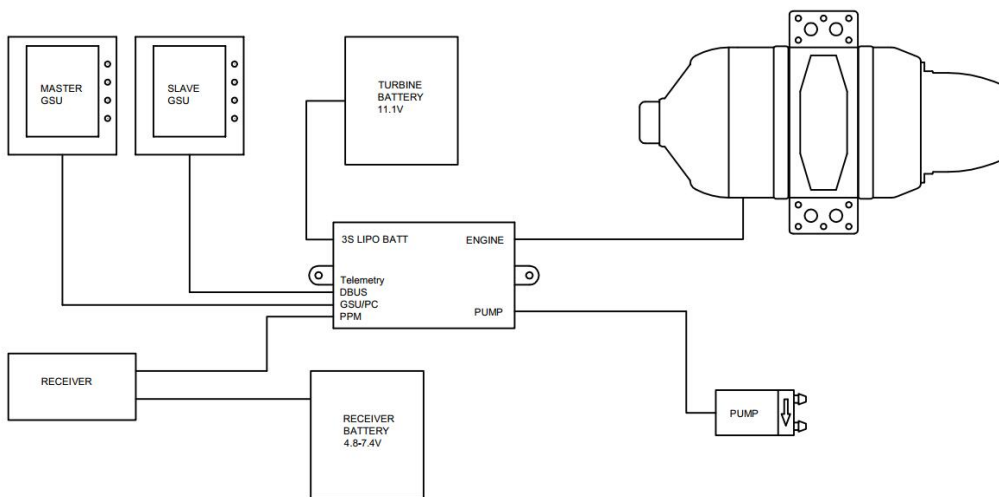 MASTER
GSU
SLAVE
GSU
TURBINE
BATTERY
11.1V
3S LIPO BATT
ENGINE
Telemetry
DBUS
GSU/PC
PPM
PUMP
RECEIVER
RECEIVER
BATTERY
4.8-7.4V
PUMP